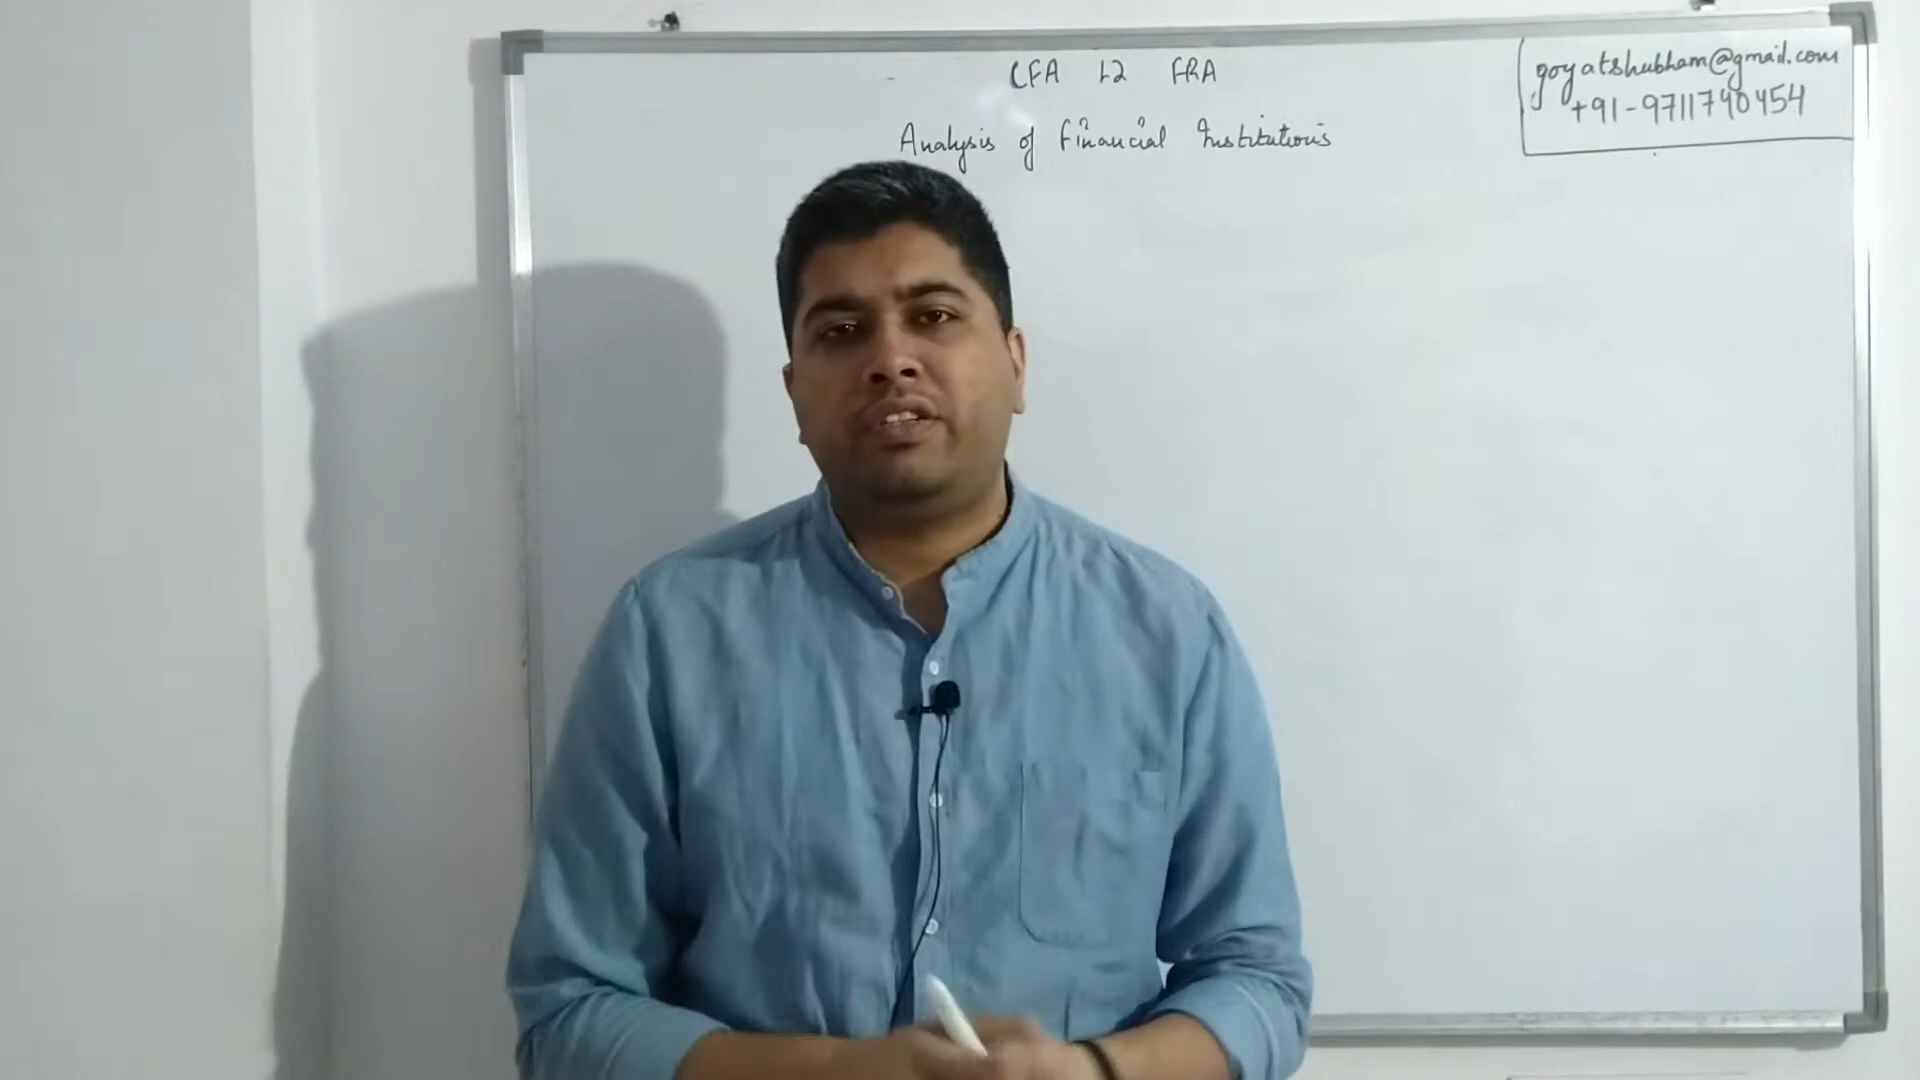 CFA L2 FRA
Analysis of Financial Institutions
goyatshubham@gmail.com
+91-9711740454